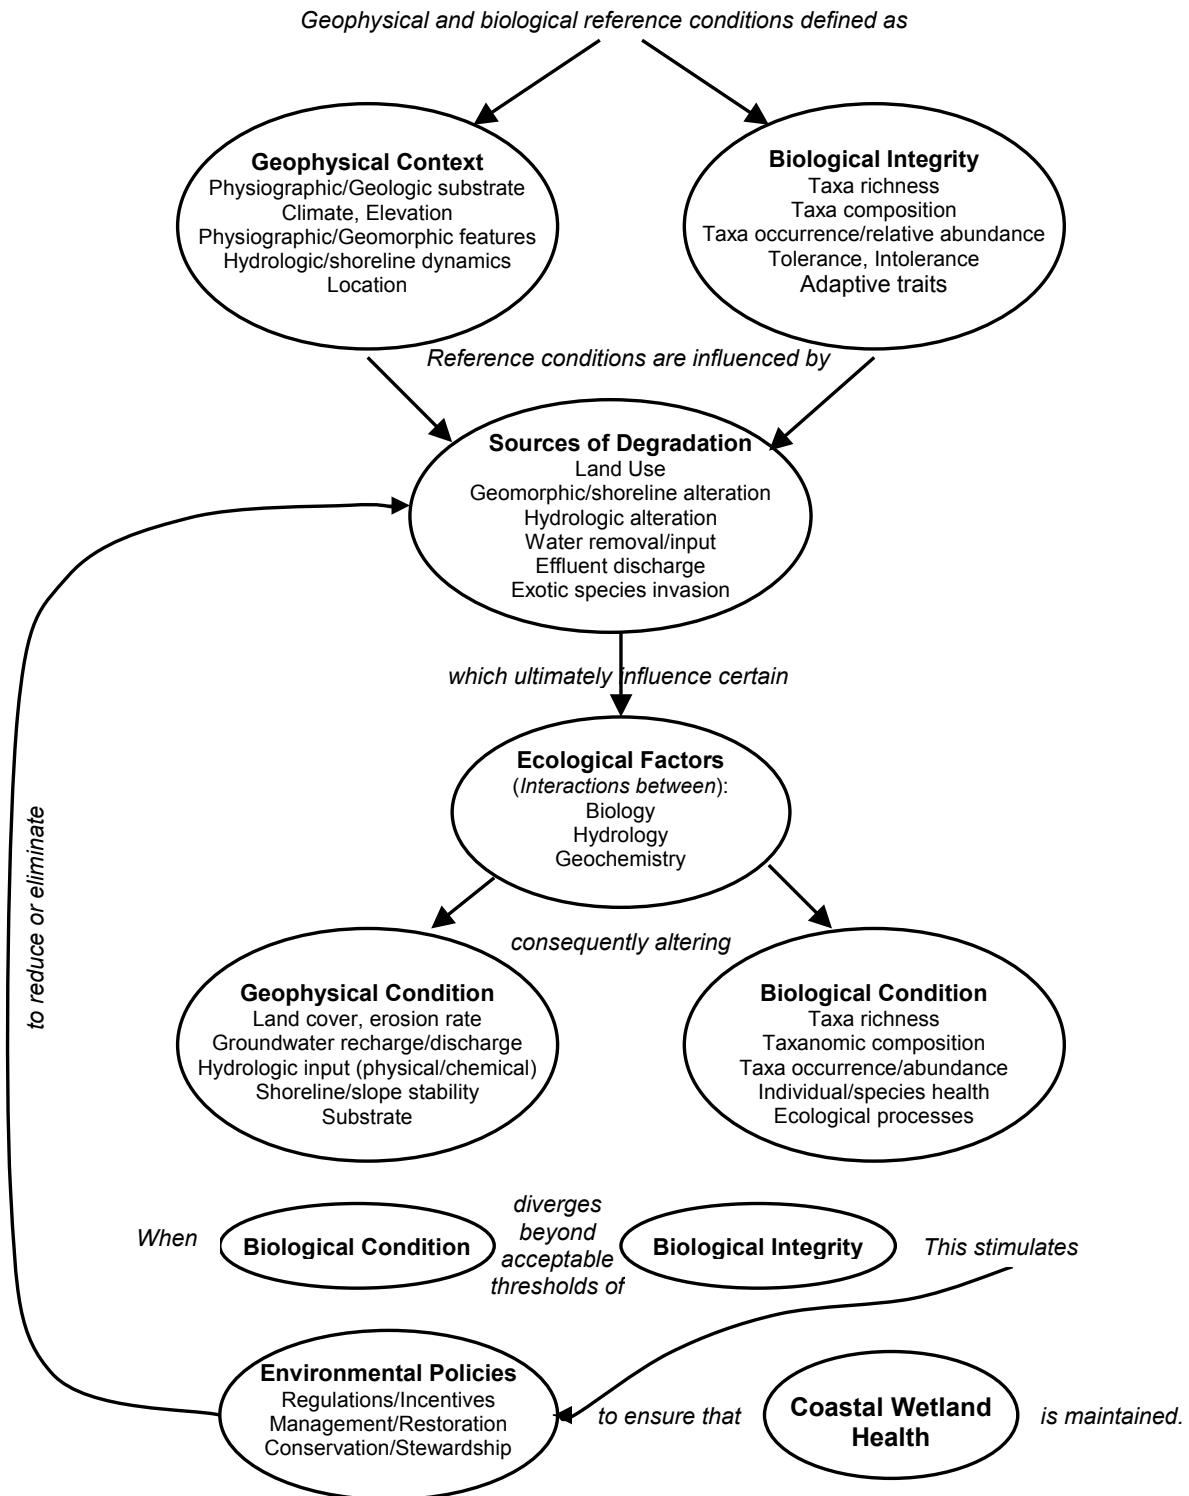 Geophysical and biological reference conditions defined as
Geophysical Context
Physiographic/Geologic substrate
Climate, Elevation
Physiographic/Geomorphic features
Hydrologic/shoreline dynamics
Location
Biological Integrity
Taxa richness
Taxa composition
Taxa occurrence/relative abundance
Tolerance, Intolerance
Adaptive traits
Reference conditions are influenced by
Sources of Degradation
Land Use
Geomorphic/shoreline alteration
Hydrologic alteration
Water removal/input
Effluent discharge
Exotic species invasion
which ultimately influence certain
Ecological Factors
(Interactions between):
Biology
Hydrology
Geochemistry
to reduce or eliminate
consequently altering
Geophysical Condition
Land cover, erosion rate
Groundwater recharge/discharge
Hydrologic input (physical/chemical)
Shoreline/slope stability
Substrate
Biological Condition
Taxa richness
Taxanomic composition
Taxa occurrence/abundance
Individual/species health
Ecological processes
When
Biological Condition
diverges
beyond
acceptable
thresholds of
Biological Integrity
This stimulates
Environmental Policies
Regulations/Incentives
Management/Restoration
Conservation/Stewardship
to ensure that
Coastal Wetland
Health
is maintained.